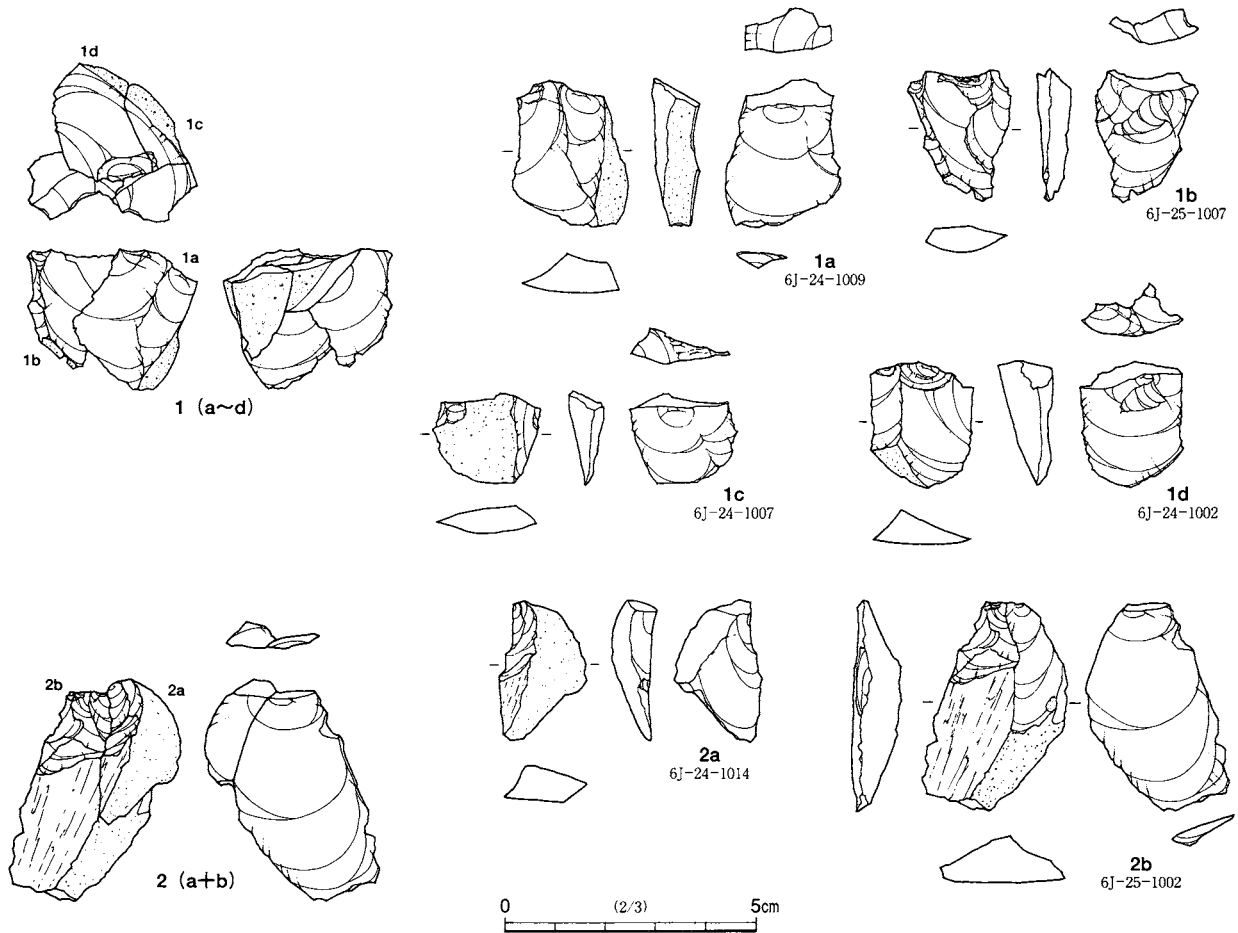 1d
1c
1a
1b
1 (a~d)
1a
6J-24-1009
1b
6J-25-1007
1c
6J-24-1007
1d
6J-24-1002
2b
2a
2 (a+b)
2a
6J-24-1014
2b
6J-25-1002
0 (2/3) 5cm